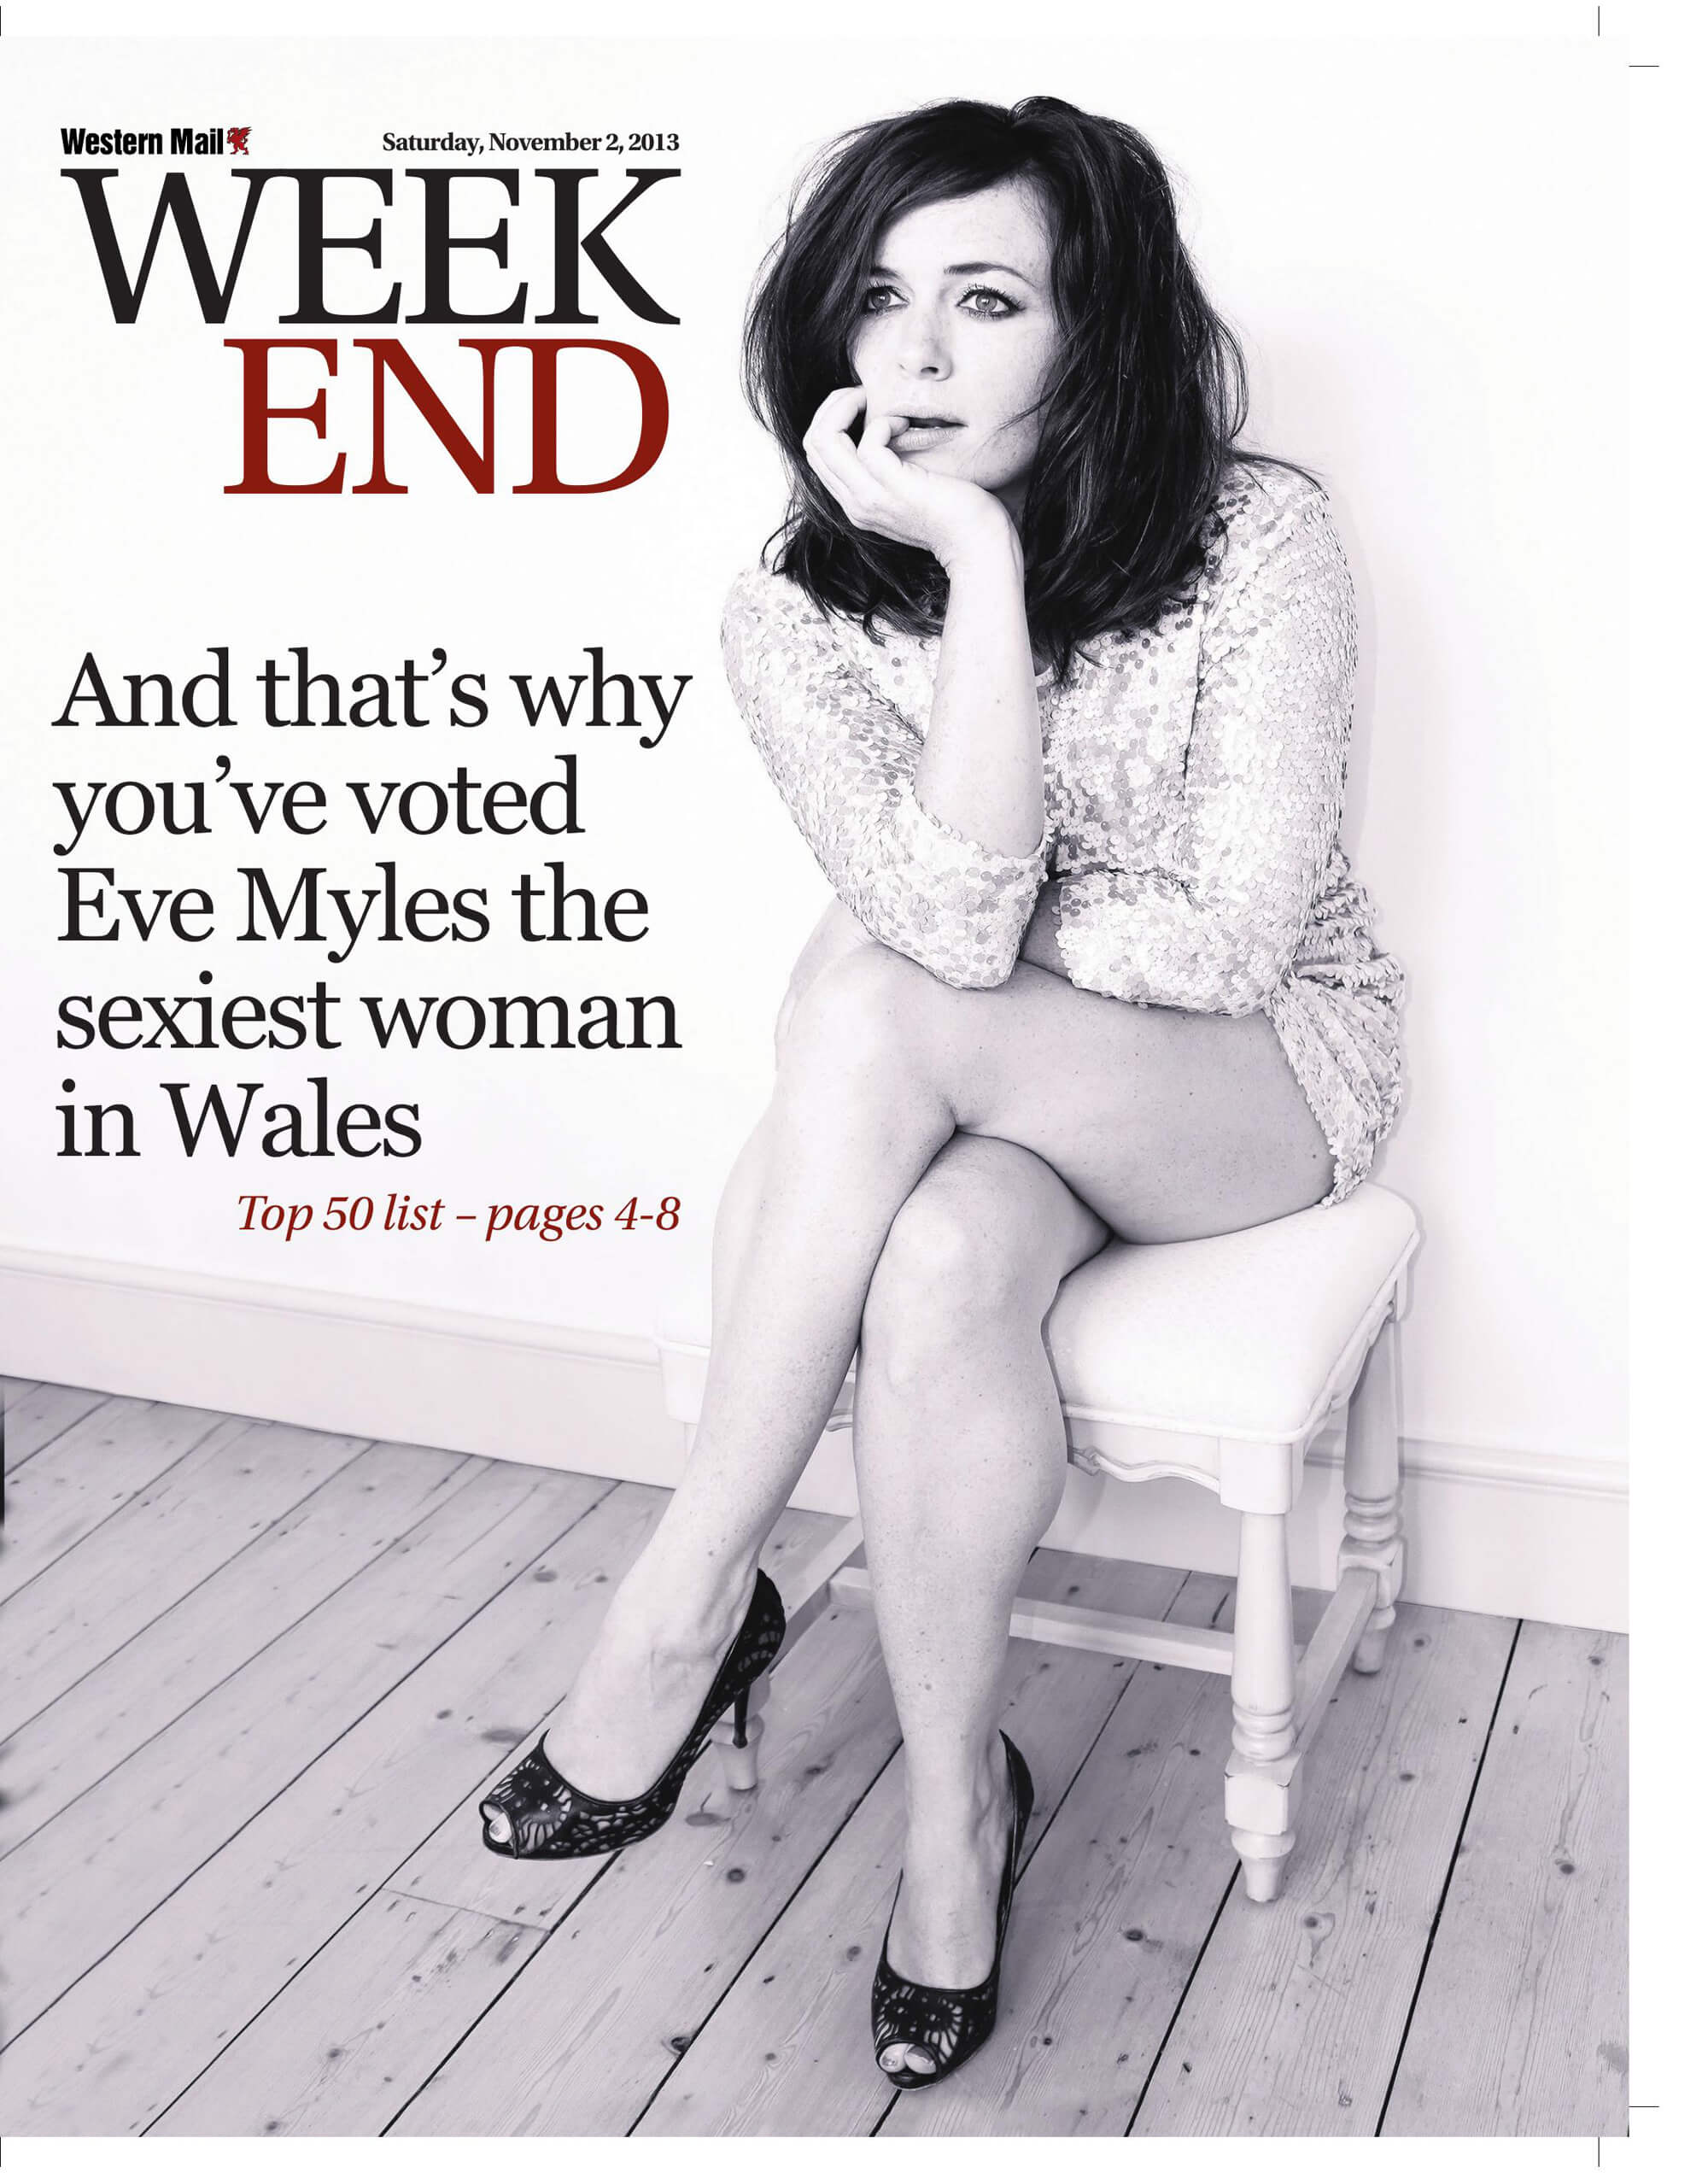 Western Mail
Saturday, November 2, 2013
WEEK
END
And that's why
you've voted
Eve Myles the
sexiest woman
in Wales
Top 50 list – pages 4-8